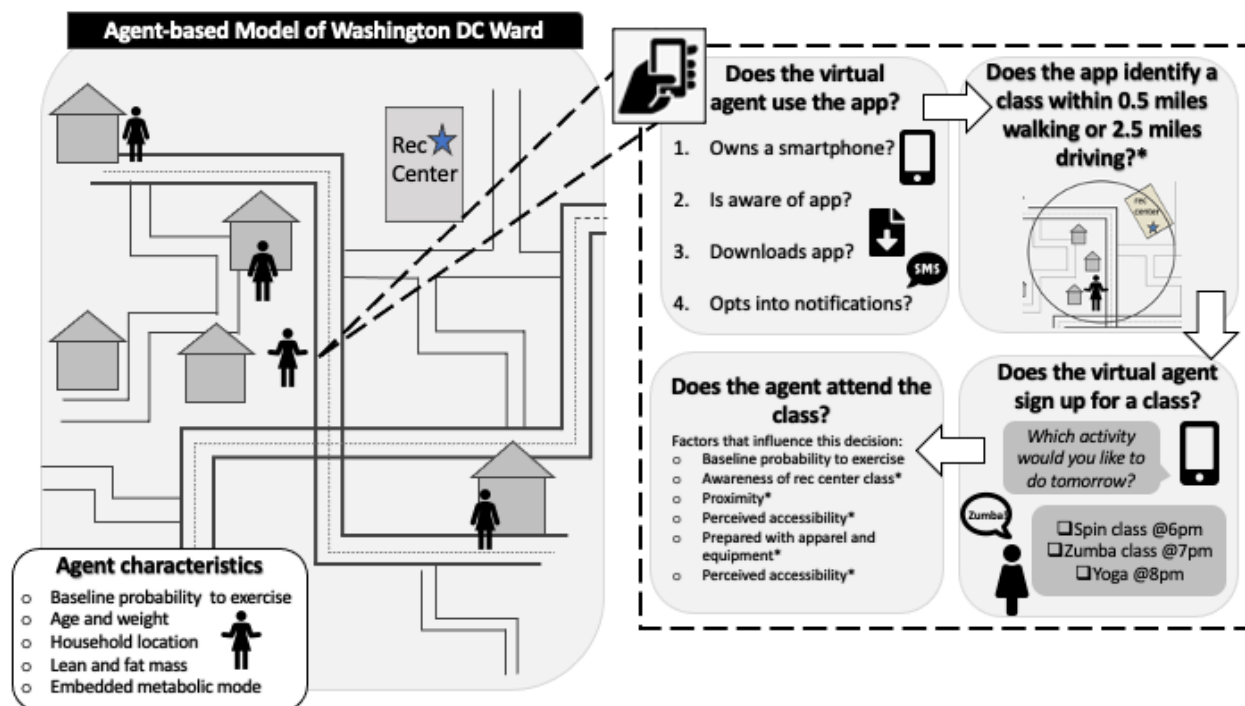 Agent-based Model of Washington DC Ward
Rec
Center
Agent characteristics
o Baseline probability to exercise
o Age and weight
o Household location
o Lean and fat mass
o Embedded metabolic mode
Does the virtual
agent use the app?
1. Owns a smartphone?
2. Is aware of app?
3. Downloads app?
SMS
4. Opts into notifications?
Does the app identify a
class within 0.5 miles
walking or 2.5 miles
driving?*
rec
center
Does the virtual agent
sign up for a class?
Which activity
would you like to
do tomorrow?
Zumba!
❑Spin class @6pm
❑Zumba class @7pm
❑Yoga @8pm
Does the agent attend the
class?
Factors that influence this decision:
o Baseline probability to exercise
o Awareness of rec center class*
o Proximity*
o Perceived accessibility*
o Prepared with apparel and
equipment*
o Perceived accessibility*